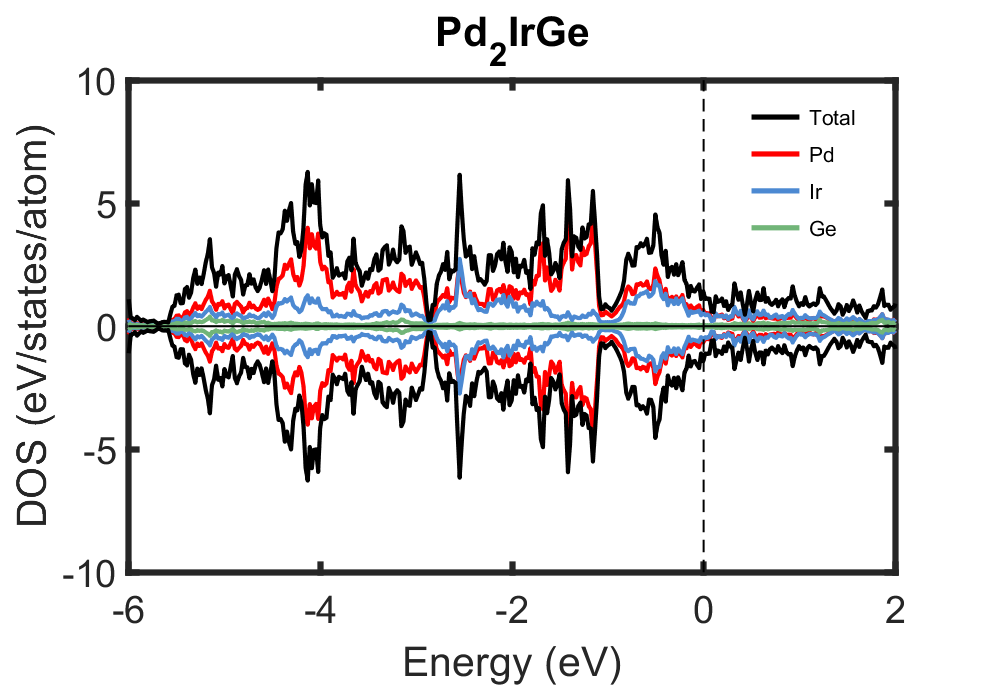 Pd2IrGe
10
5
0
-5
-10
DOS (eV/states/atom)
Total
Pd
Ir
Ge
-6 -4 -2 0 2
Energy (eV)